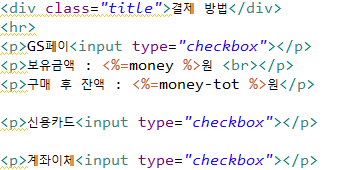 <div class="title">결제 방법</div>
<hr>
<p>GS페이<input type="checkbox"></p>
<p>보유금액 : <%=money %>원 <br></p>
<p>구매 후 잔액 : <%=money-tot %>원</p>
<p>신용카드<input type="checkbox"></p>
<p>계좌이체<input type="checkbox"></p>